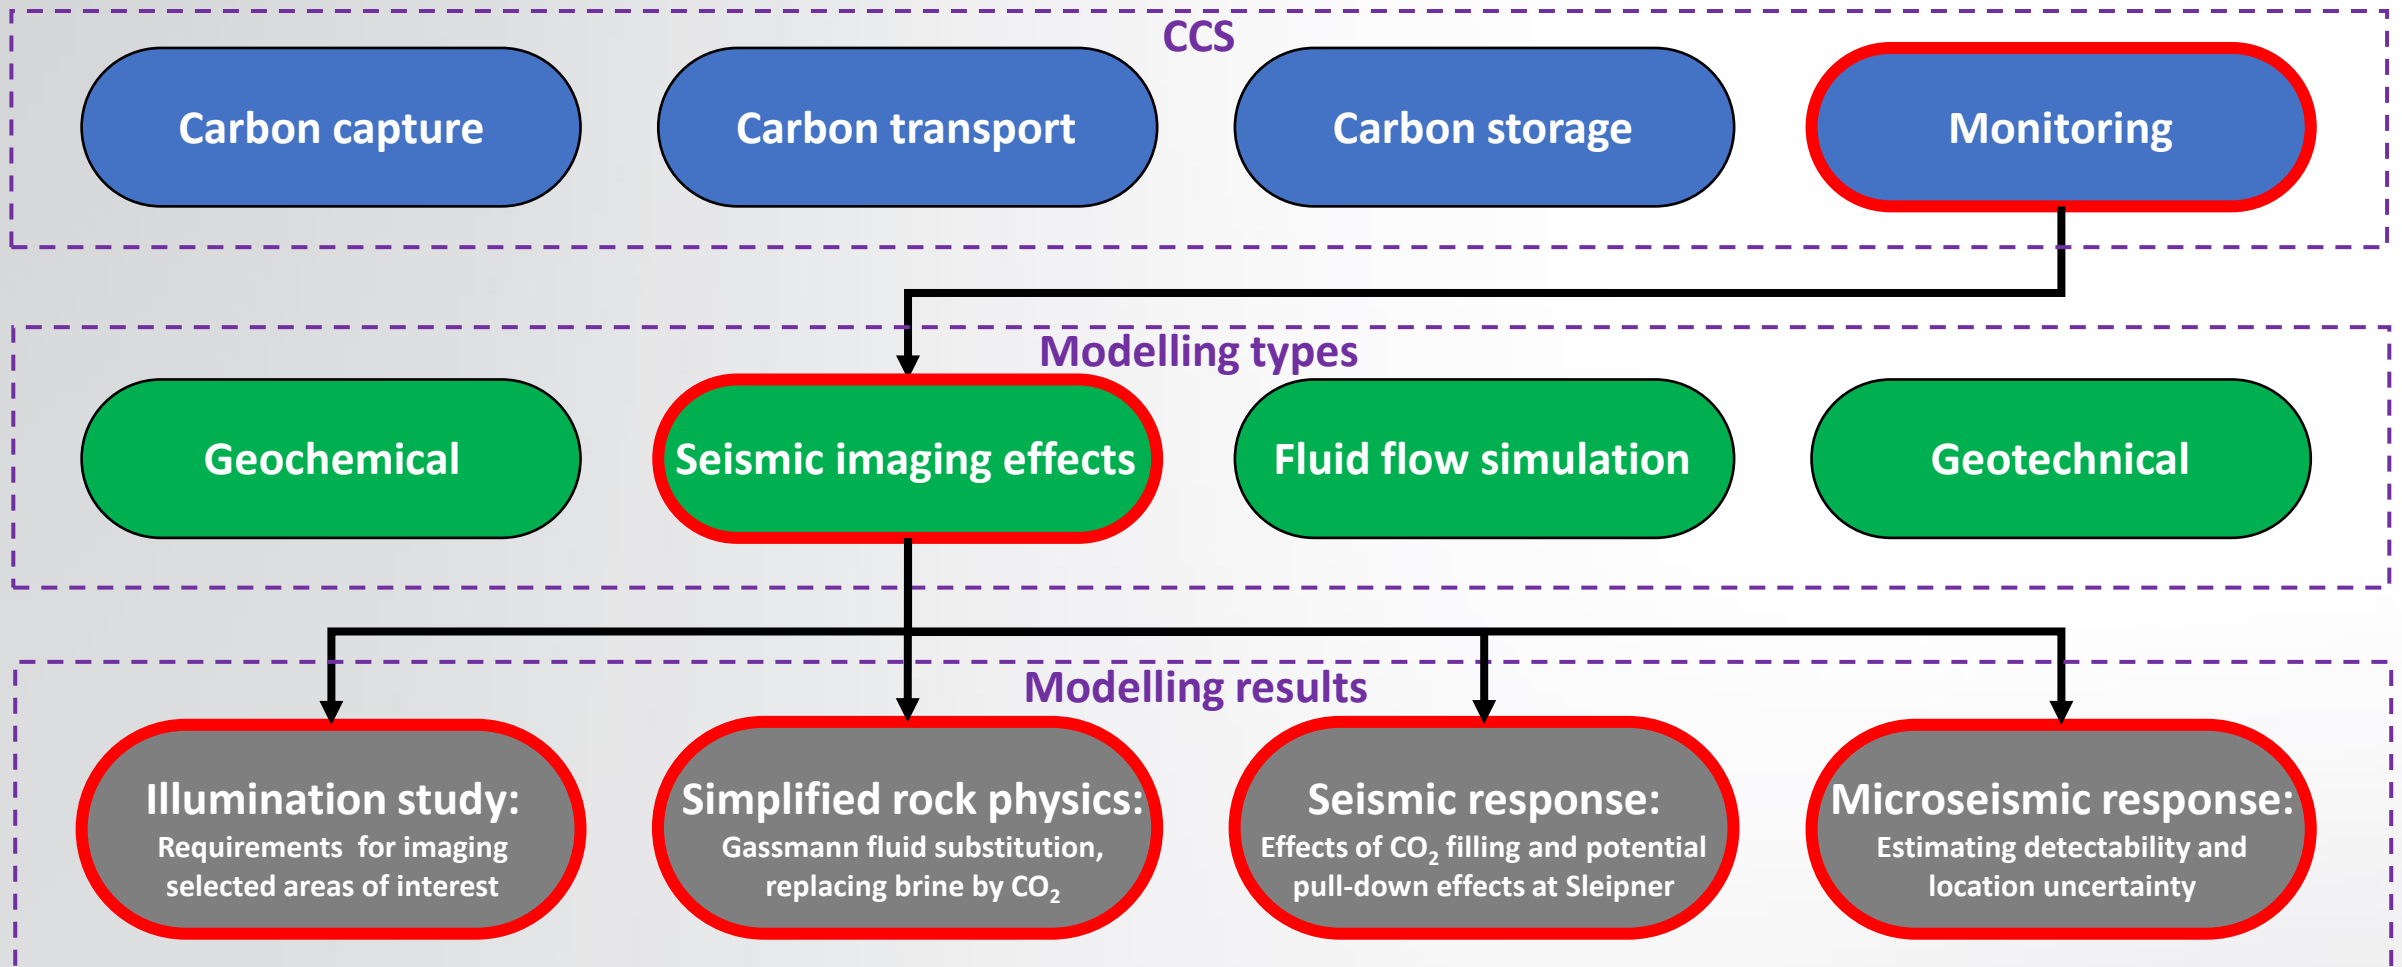 CCS
Carbon capture
Carbon transport
Carbon storage
Monitoring
Modelling types
Geochemical
Seismic imaging effects
Fluid flow simulation
Geotechnical
Modelling results
Illumination study:
Requirements for imaging
selected areas of interest
Simplified rock physics:
Gassmann fluid substitution,
replacing brine by CO₂
Seismic response:
Effects of CO₂ filling and potential
pull-down effects at Sleipner
Microseismic response:
Estimating detectability and
location uncertainty